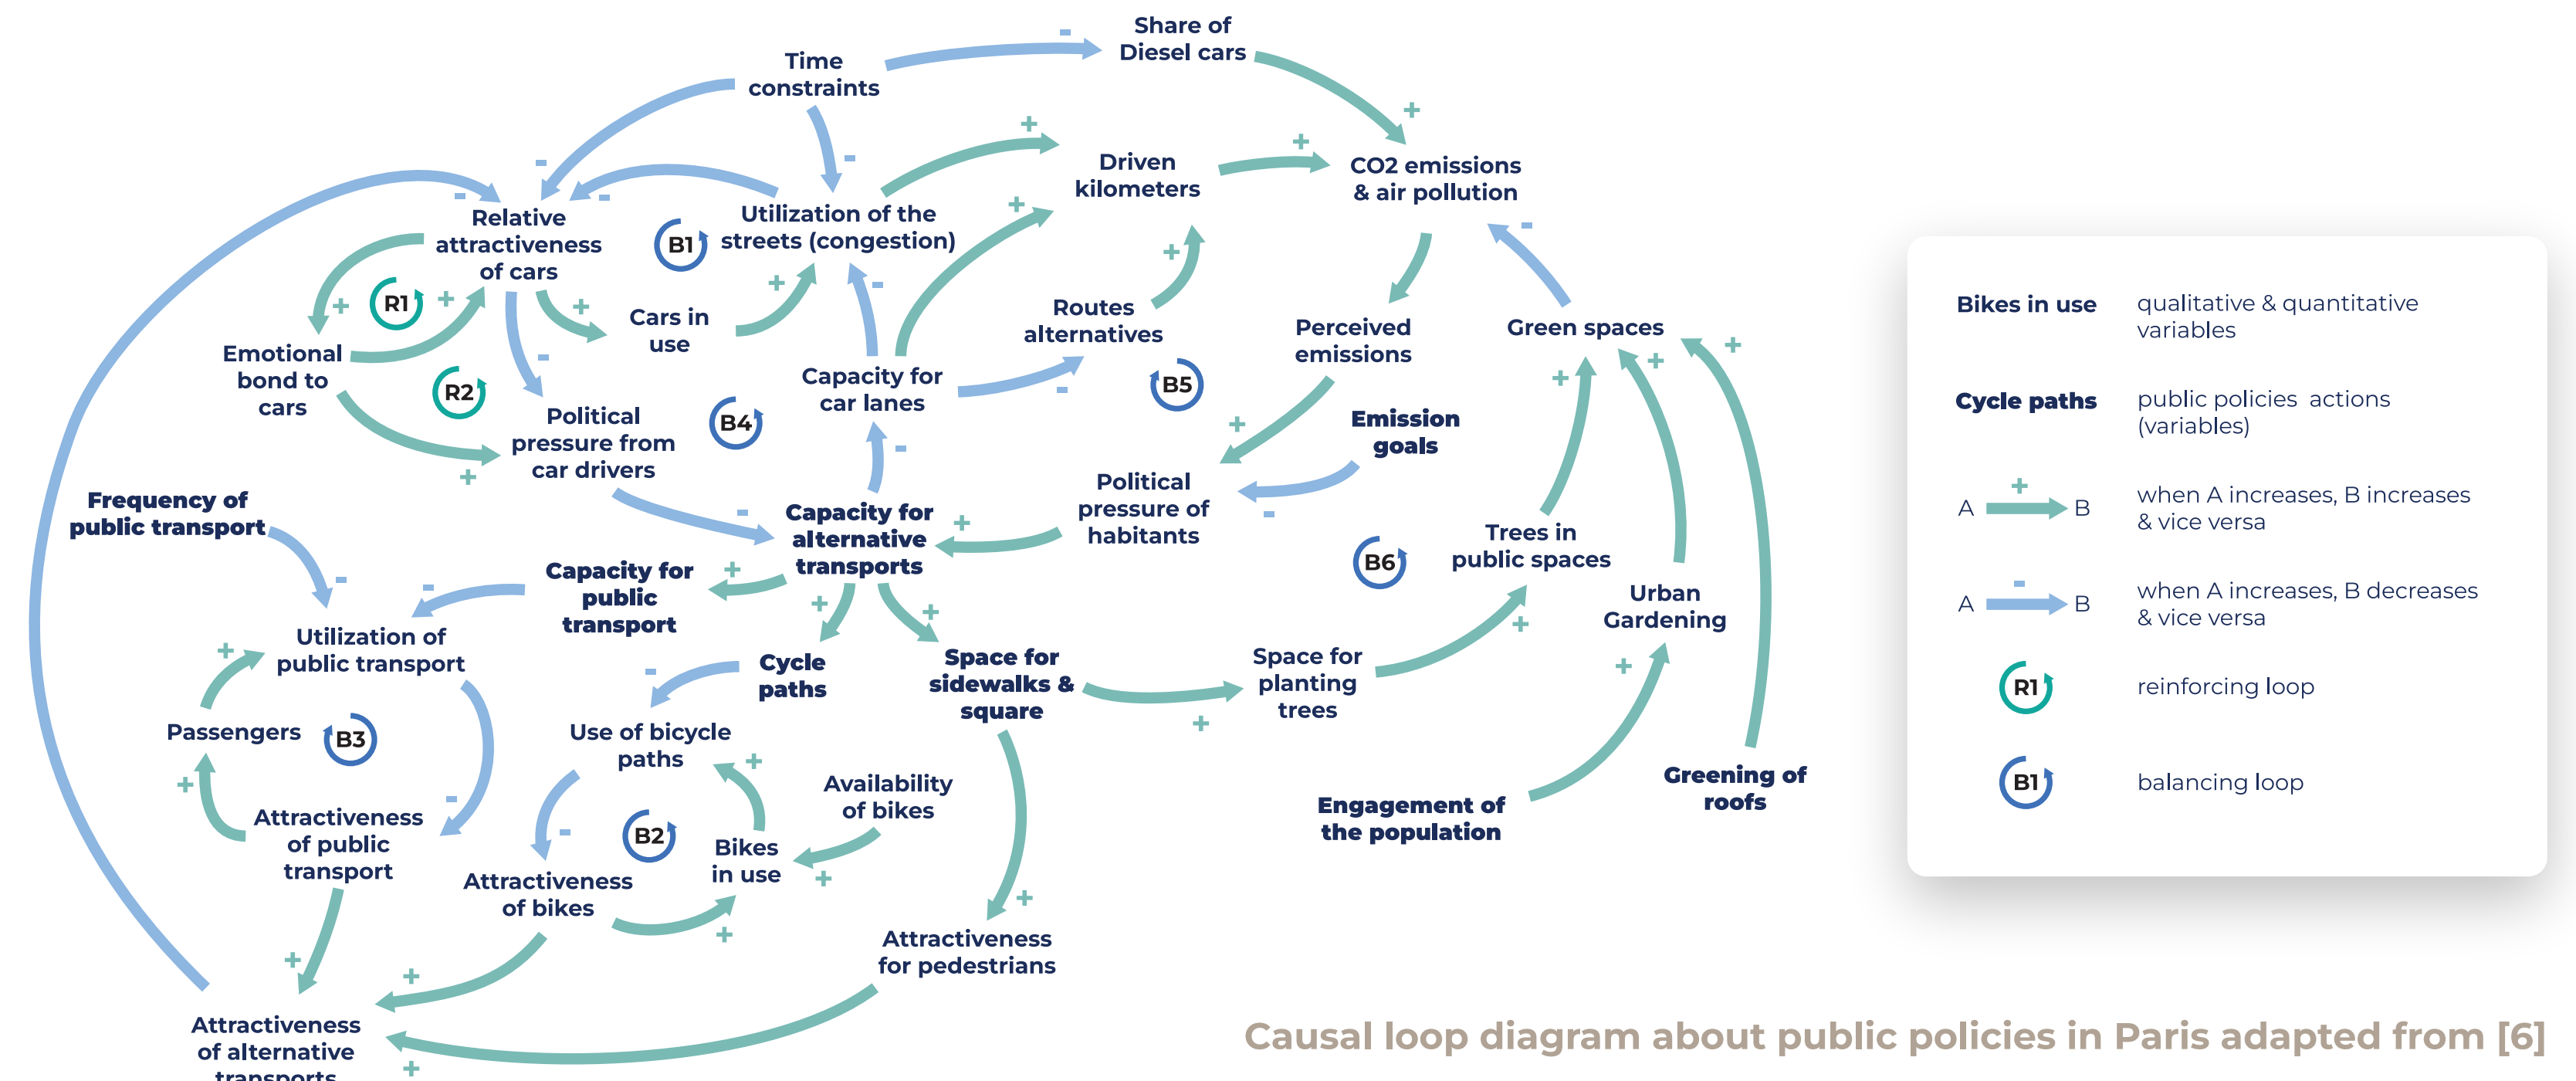 Share of
Diesel cars
Time
constraints
-
+
+
+
Driven
kilometers
CO2 emissions
& air pollution
-
-
-
-
+
Relative
attractiveness
of cars
B1
Utilization of the
streets (congestion)
+
-
R1
+
+
+
Cars in
use
+
-
Routes
alternatives
Perceived
emissions
Green spaces
+
Emotional
bond to
cars
R2
-
Capacity for
car lanes
-
B5
+
+
Political
pressure from
car drivers
B4
+
Emission
goals
+
-
Political
pressure of
habitants
-
Frequency of
public transport
-
Capacity for
alternative
transports
+
Trees in
public spaces
B6
Capacity for
public
transport
+
+
+
-
-
Urban
Gardening
+
Utilization of
public transport
+
-
Cycle
paths
Space for
sidewalks &
square
Space for
planting
trees
+
+
Passengers
B3
Use of bicycle
paths
+
Availability
of bikes
+
-
Attractiveness
of public
transport
-
B2
Bikes
in use
+
Engagement of
the population
Greening of
roofs
Attractiveness
of bikes
+
+
Attractiveness
for pedestrians
+
+
Attractiveness
of alternative
transports
+
Bikes in use
qualitative & quantitative
variables
Cycle paths
public policies actions
(variables)
A + B
when A increases, B increases
& vice versa
A - B
when A increases, B decreases
& vice versa
R1
reinforcing loop
B1
balancing loop
Causal loop diagram about public policies in Paris adapted from [6]